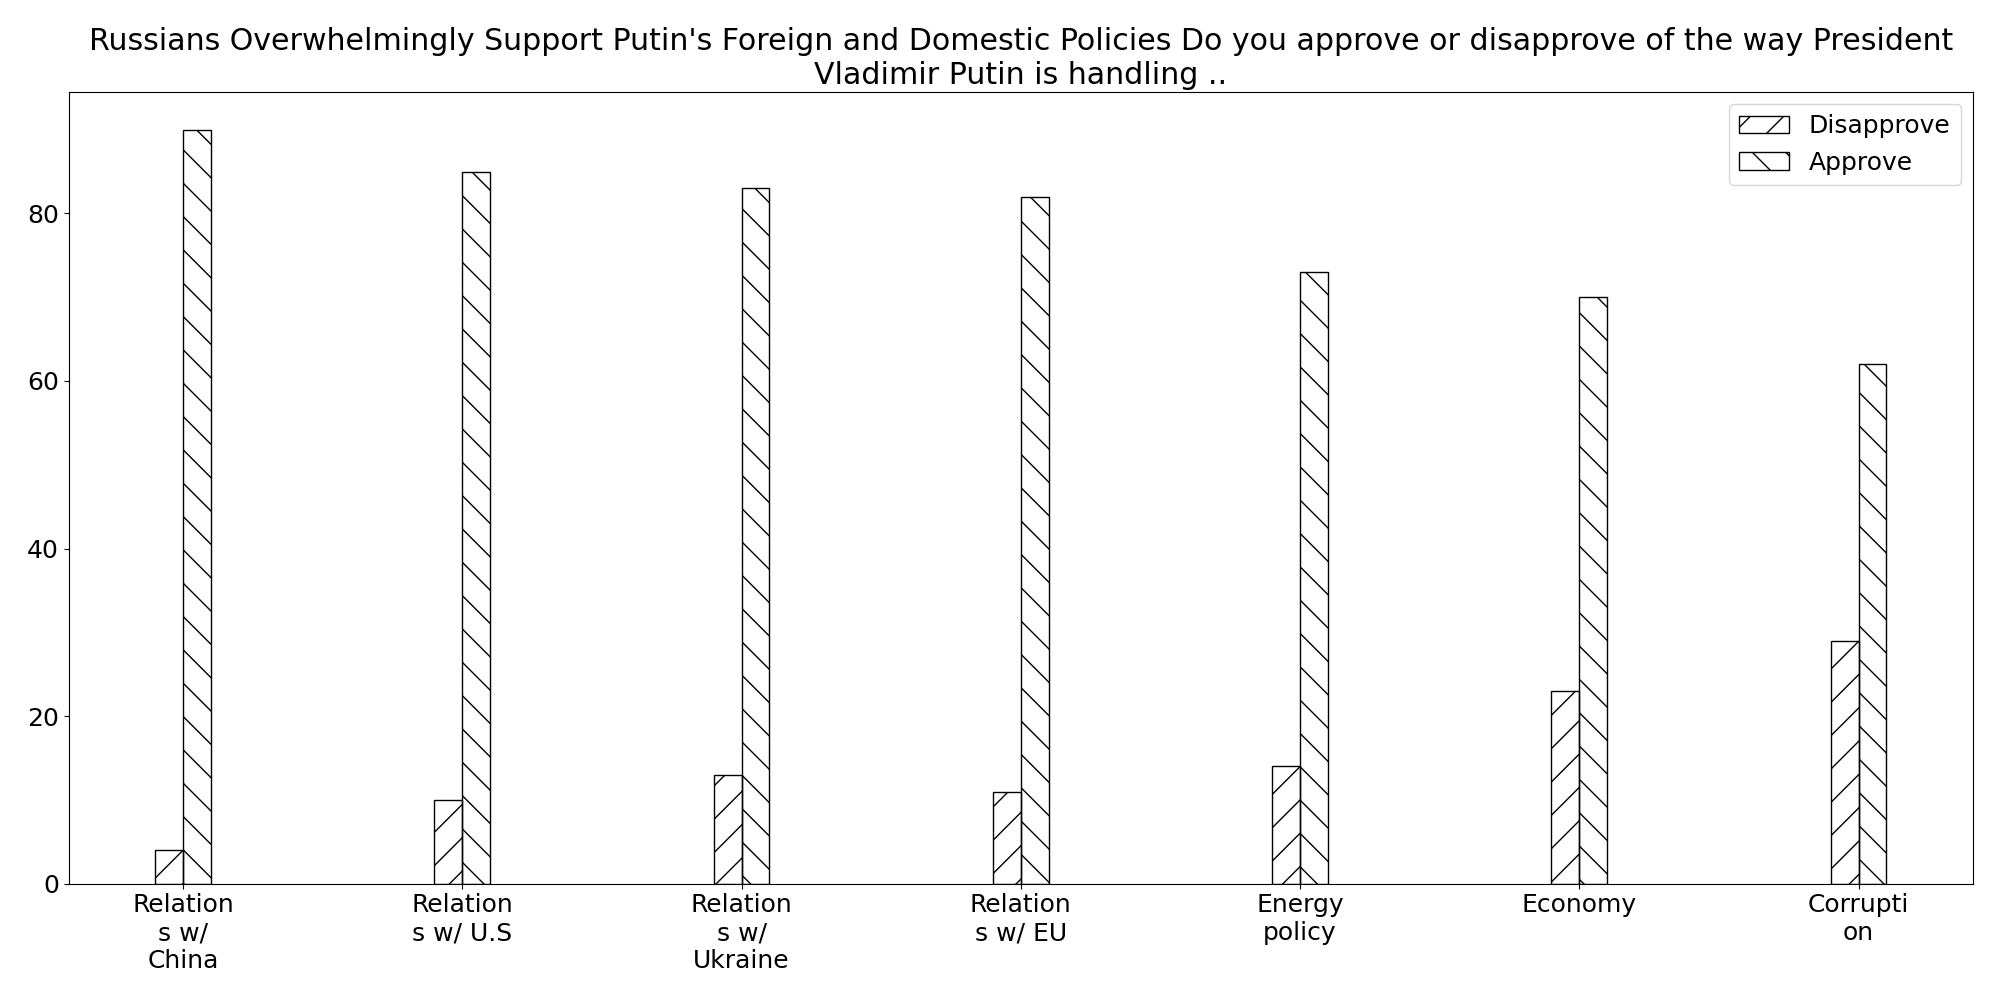 Russians Overwhelmingly Support Putin's Foreign and Domestic Policies Do you approve or disapprove of the way President
Vladimir Putin is handling ..
Disapprove
Approve
80
60
40
20
0
Relation
s w/
China
Relation
s w/ U.S
Relation
s w/
Ukraine
Relation
s w/ EU
Energy
policy
Economy
Corrupti
on